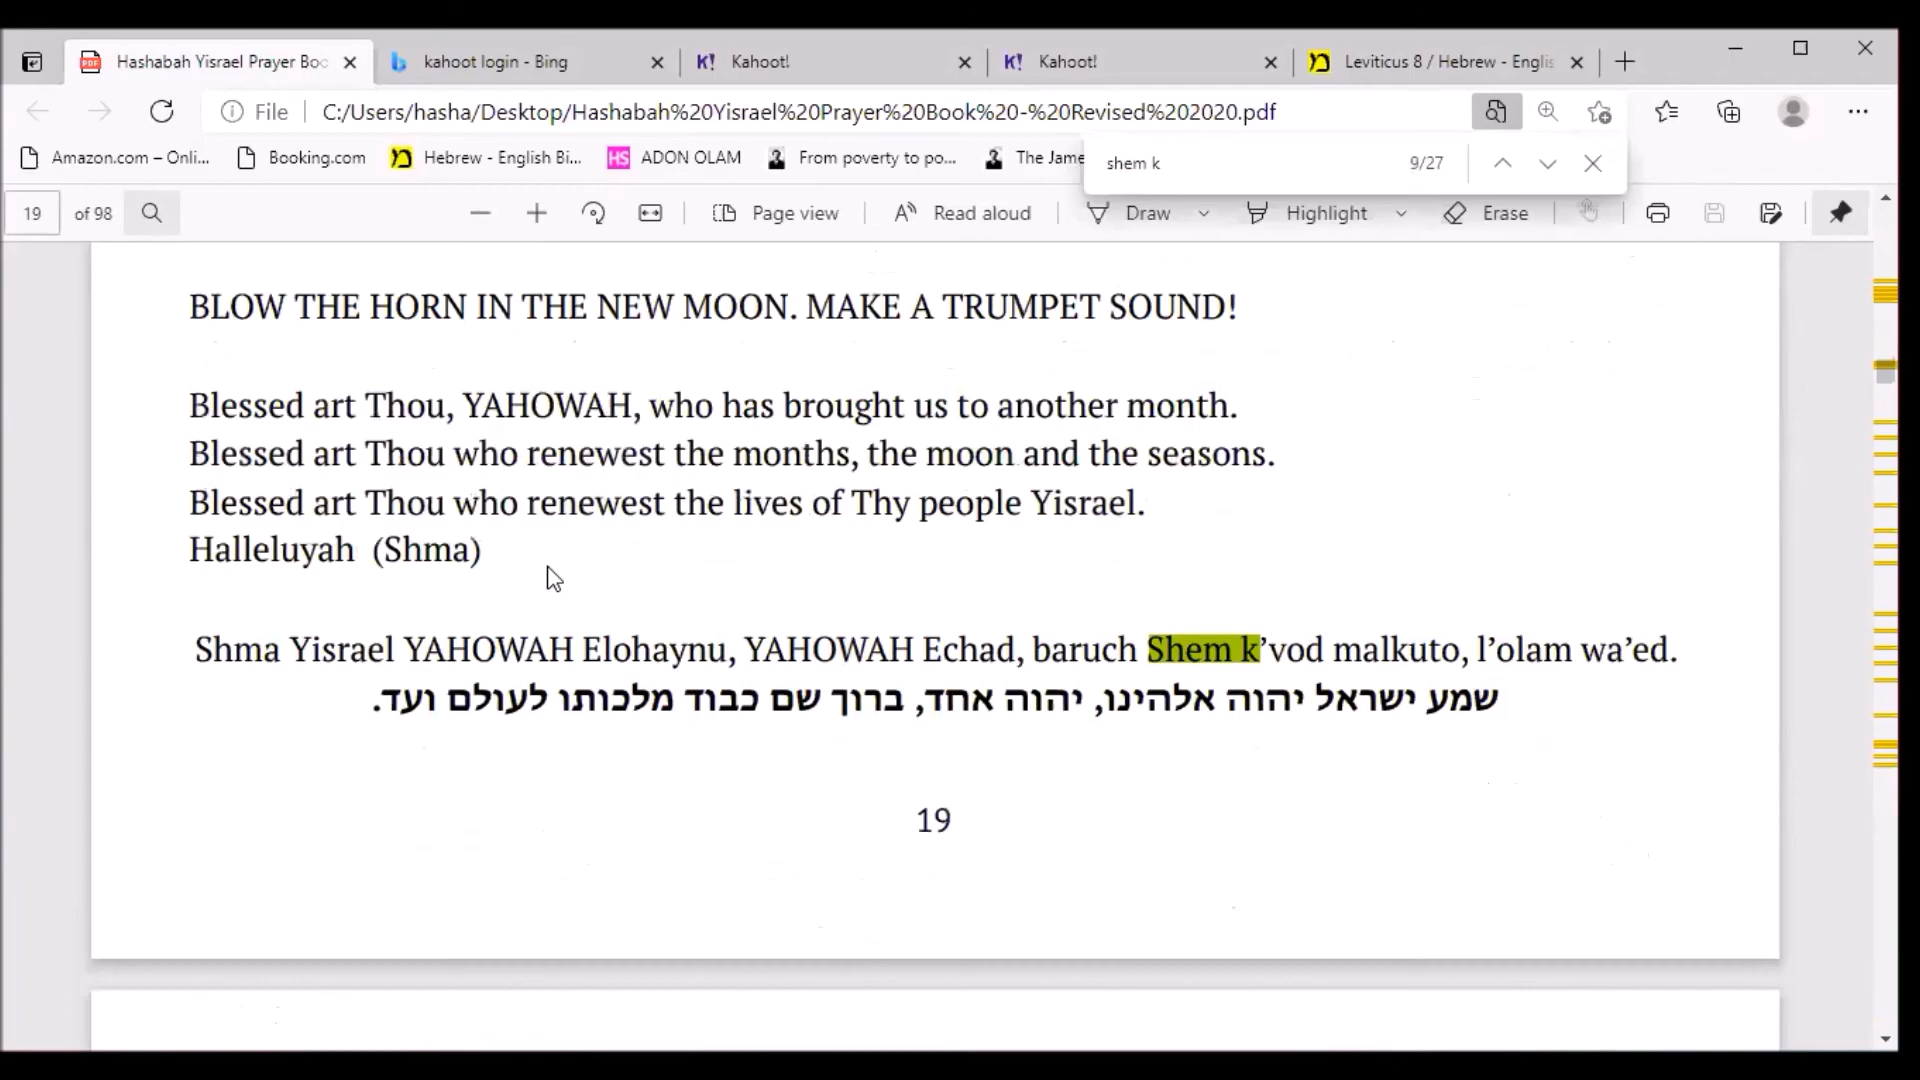 Hashabah Yisrael Prayer Boo
kahoot login - Bing
K! Kahoot!
K! Kahoot!
Leviticus 8 / Hebrew - Englis
File
C:/Users/hasha/Desktop/Hashabah%20Yisrael%20Prayer%20Book%20-%20Revised%202020.pdf
Amazon.com – Onli...
Booking.com
Hebrew - English Bi...
HS ADON OLAM
From poverty to po...
The Jame
shem k
9/27
19 of 98
Page view
Read aloud
Draw
Highlight
Erase
BLOW THE HORN IN THE NEW MOON. MAKE A TRUMPET SOUND!
Blessed art Thou, YAHOWAH, who has brought us to another month.
Blessed art Thou who renewest the months, the moon and the seasons.
Blessed art Thou who renewest the lives of Thy people Yisrael.
Halleluyah (Shma)
Shma Yisrael YAHOWAH Elohaynu, YAHOWAH Echad, baruch Shem k’vod malkuto, l’olam wa’ed.
שמע ישראל יהוה אלהינו, יהוה אחד, ברוך שם כבוד מלכותו לעולם ועד.
19